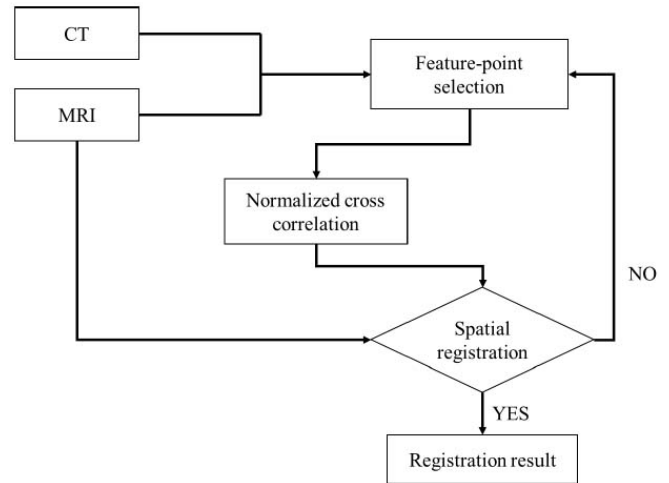 CT
MRI
Feature-point
selection
Normalized cross
correlation
Spatial
registration
NO
YES
Registration result